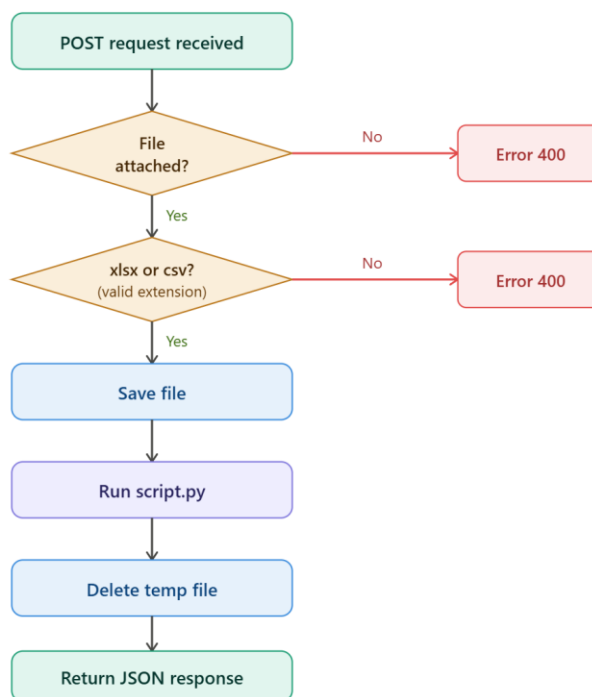 POST request received
File
attached?
No
Error 400
Yes
xlsx or csv?
(valid extension)
No
Error 400
Yes
Save file
Run script.py
Delete temp file
Return JSON response